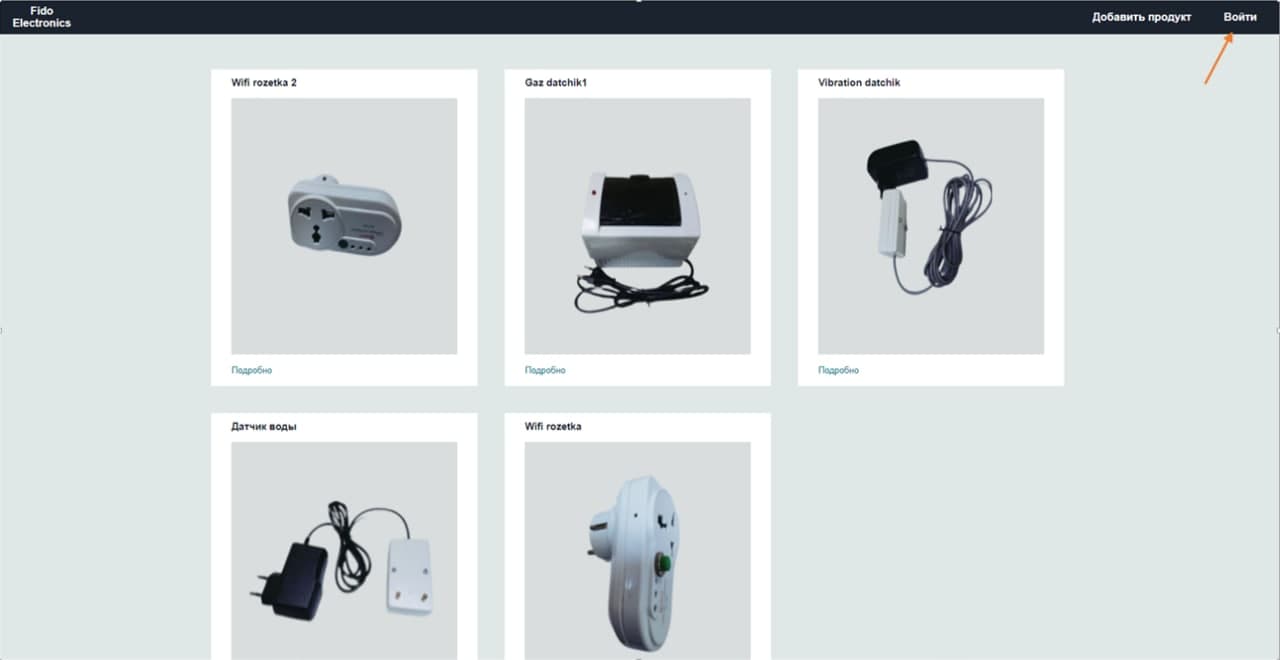 Fido
Electronics
Добавить продукт
Войти
Wifi rozetka 2
Gaz datchik1
Vibration datchik
Подробно
Подробно
Подробно
Датчик воды
Wifi rozetka